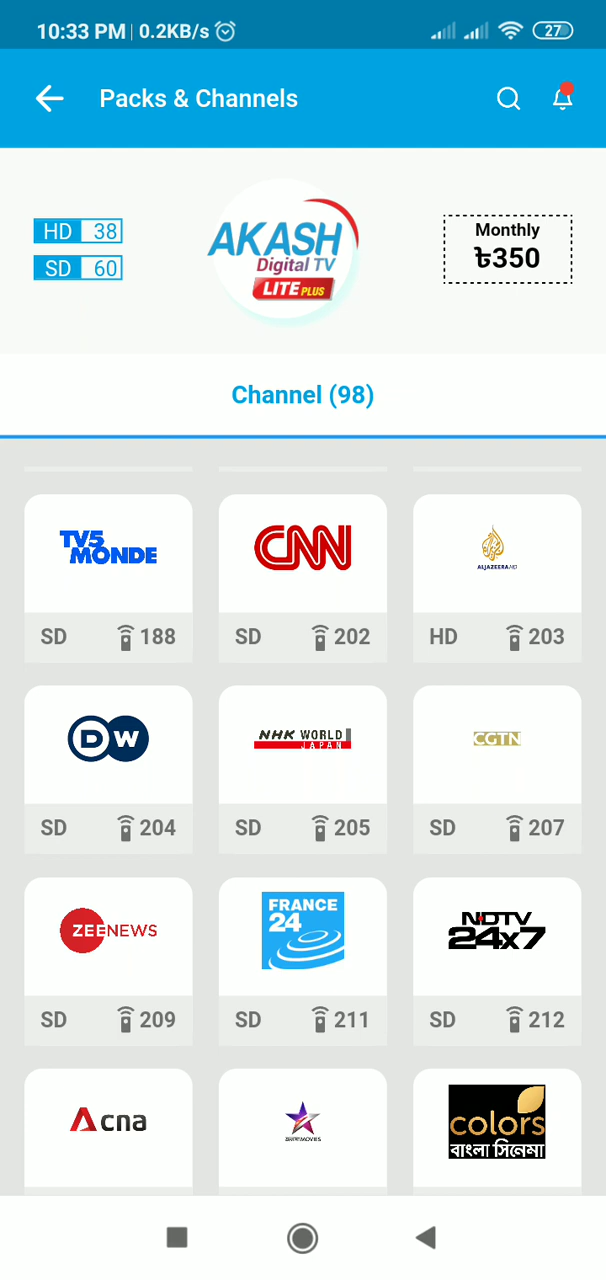 10:33 PM | 0.2KB/s
27
Packs & Channels
HD 38
SD 60
AKASH
Digital TV
LITE PLUS
Monthly
৳350
Channel (98)
TV5
MONDE
CNN
ALJAZEERA HD
SD 188
SD 202
HD 203
DW
NHK WORLD
JAPAN
CGTN
SD 204
SD 205
SD 207
ZEENEWS
FRANCE
24
NDTV
24x7
SD 209
SD 211
SD 212
cna
colors
বাংলা সিনেমা